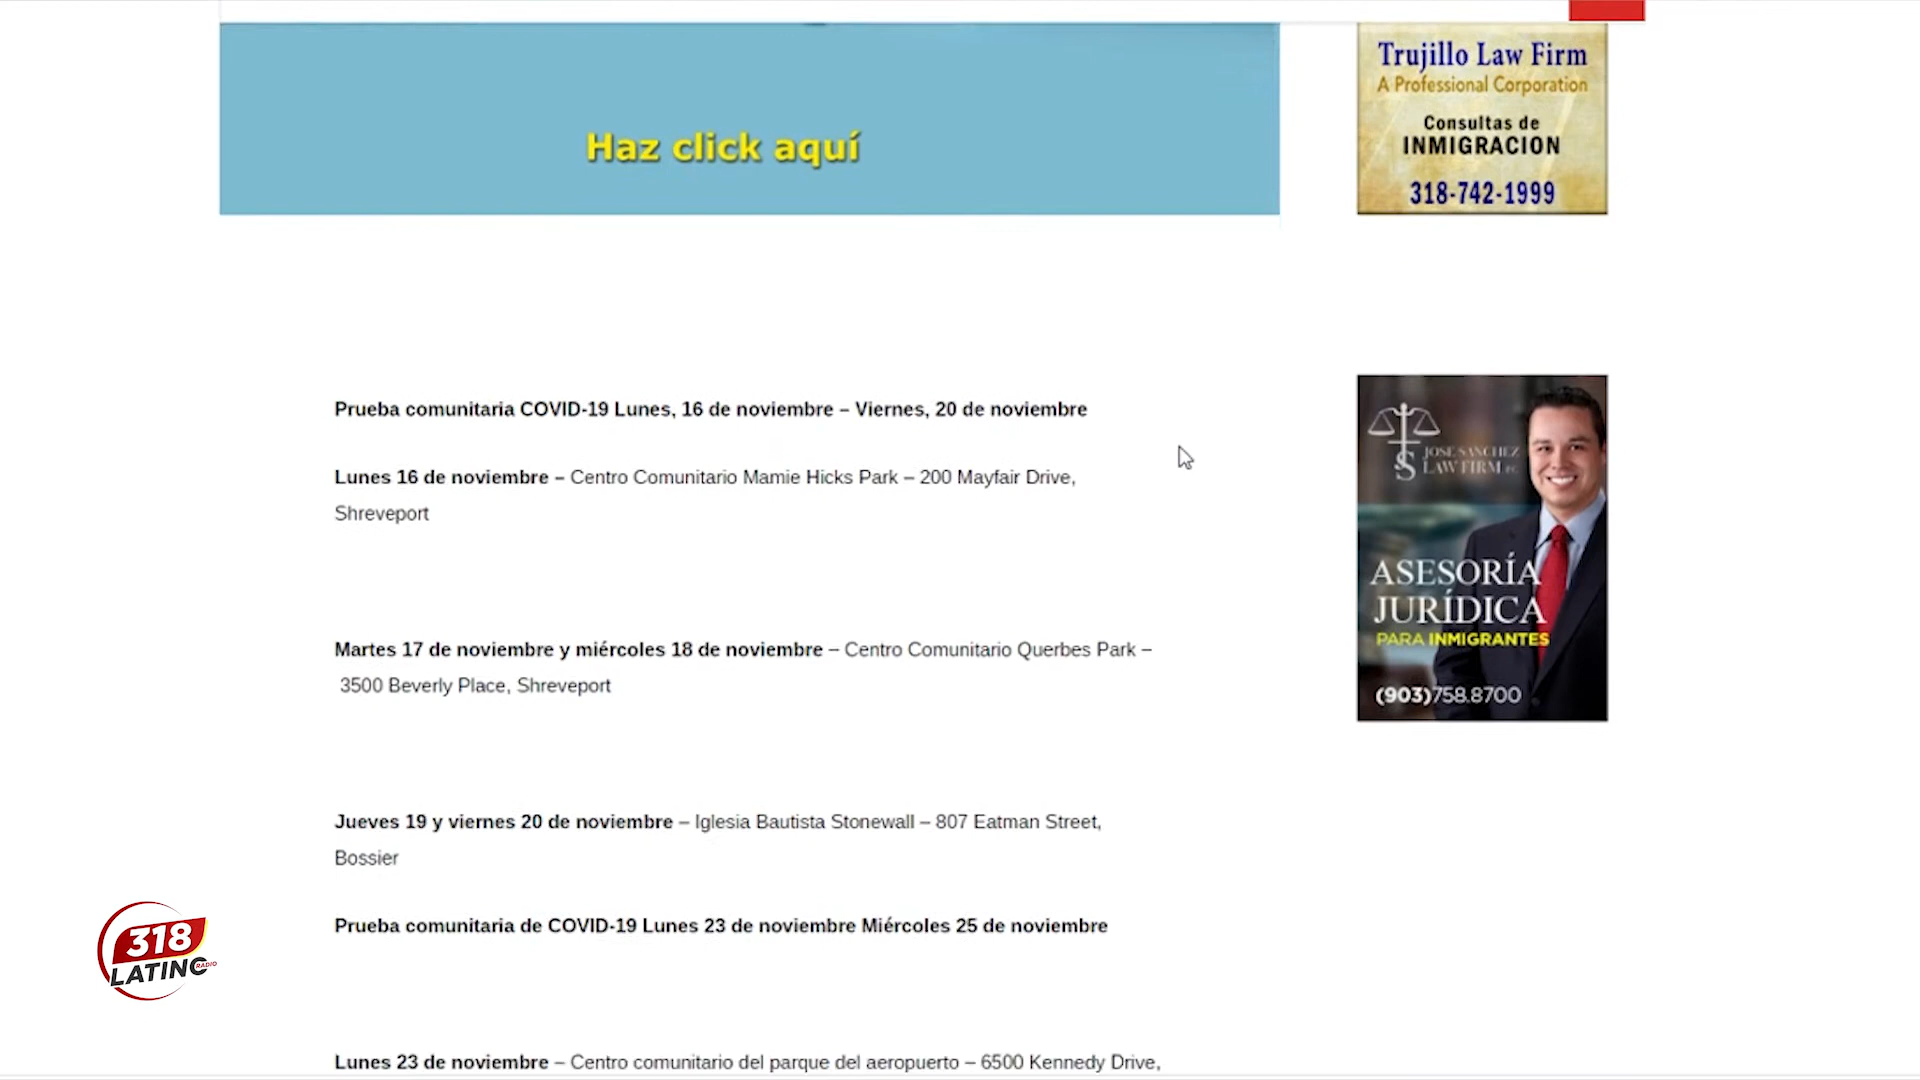 Haz click aquí
Trujillo Law Firm
A Professional Corporation
Consultas de
INMIGRACION
318-742-1999
Prueba comunitaria COVID-19 Lunes, 16 de noviembre – Viernes, 20 de noviembre
Lunes 16 de noviembre – Centro Comunitario Mamie Hicks Park – 200 Mayfair Drive,
Shreveport
Martes 17 de noviembre y miércoles 18 de noviembre – Centro Comunitario Querbes Park –
3500 Beverly Place, Shreveport
Jueves 19 y viernes 20 de noviembre – Iglesia Bautista Stonewall – 807 Eatman Street,
Bossier
Prueba comunitaria de COVID-19 Lunes 23 de noviembre Miércoles 25 de noviembre
Lunes 23 de noviembre – Centro comunitario del parque del aeropuerto – 6500 Kennedy Drive,
JOSE SANCHEZ
LAW FIRM P.C.
ASESORÍA
JURÍDICA
PARA INMIGRANTES
(903)758.8700
318
LATINO
RADIO